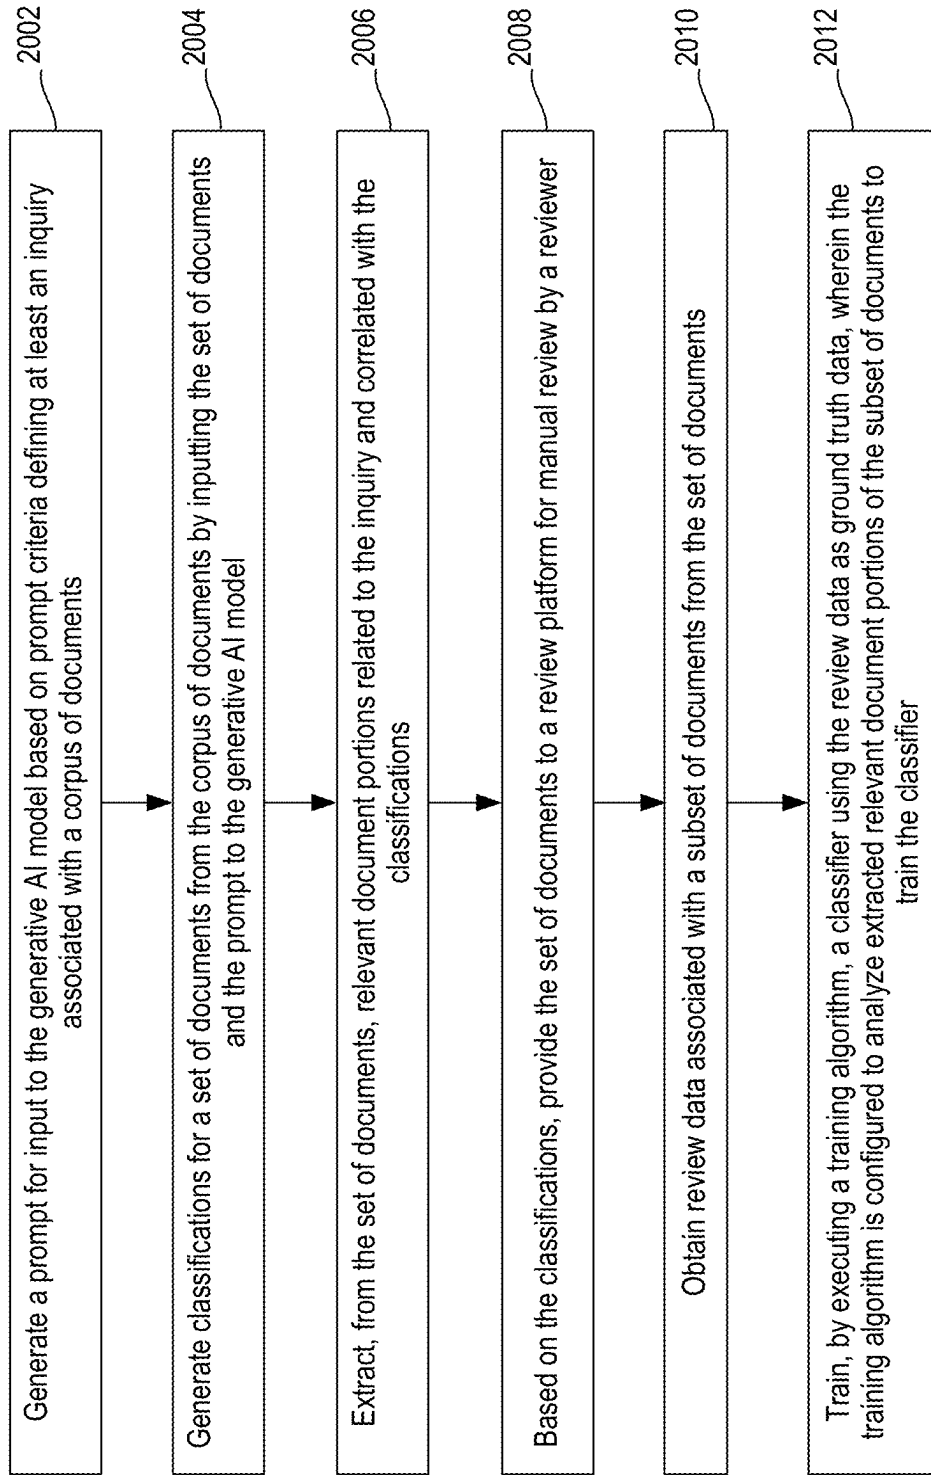 Generate a prompt for input to the generative AI model based on prompt criteria defining at least an inquiry
associated with a corpus of documents
2002
Generate classifications for a set of documents from the corpus of documents by inputting the set of documents
and the prompt to the generative AI model
2004
Extract, from the set of documents, relevant document portions related to the inquiry and correlated with the
classifications
2006
Based on the classifications, provide the set of documents to a review platform for manual review by a reviewer
2008
Obtain review data associated with a subset of documents from the set of documents
2010
Train, by executing a training algorithm, a classifier using the review data as ground truth data, wherein the
training algorithm is configured to analyze extracted relevant document portions of the subset of documents to
train the classifier
2012